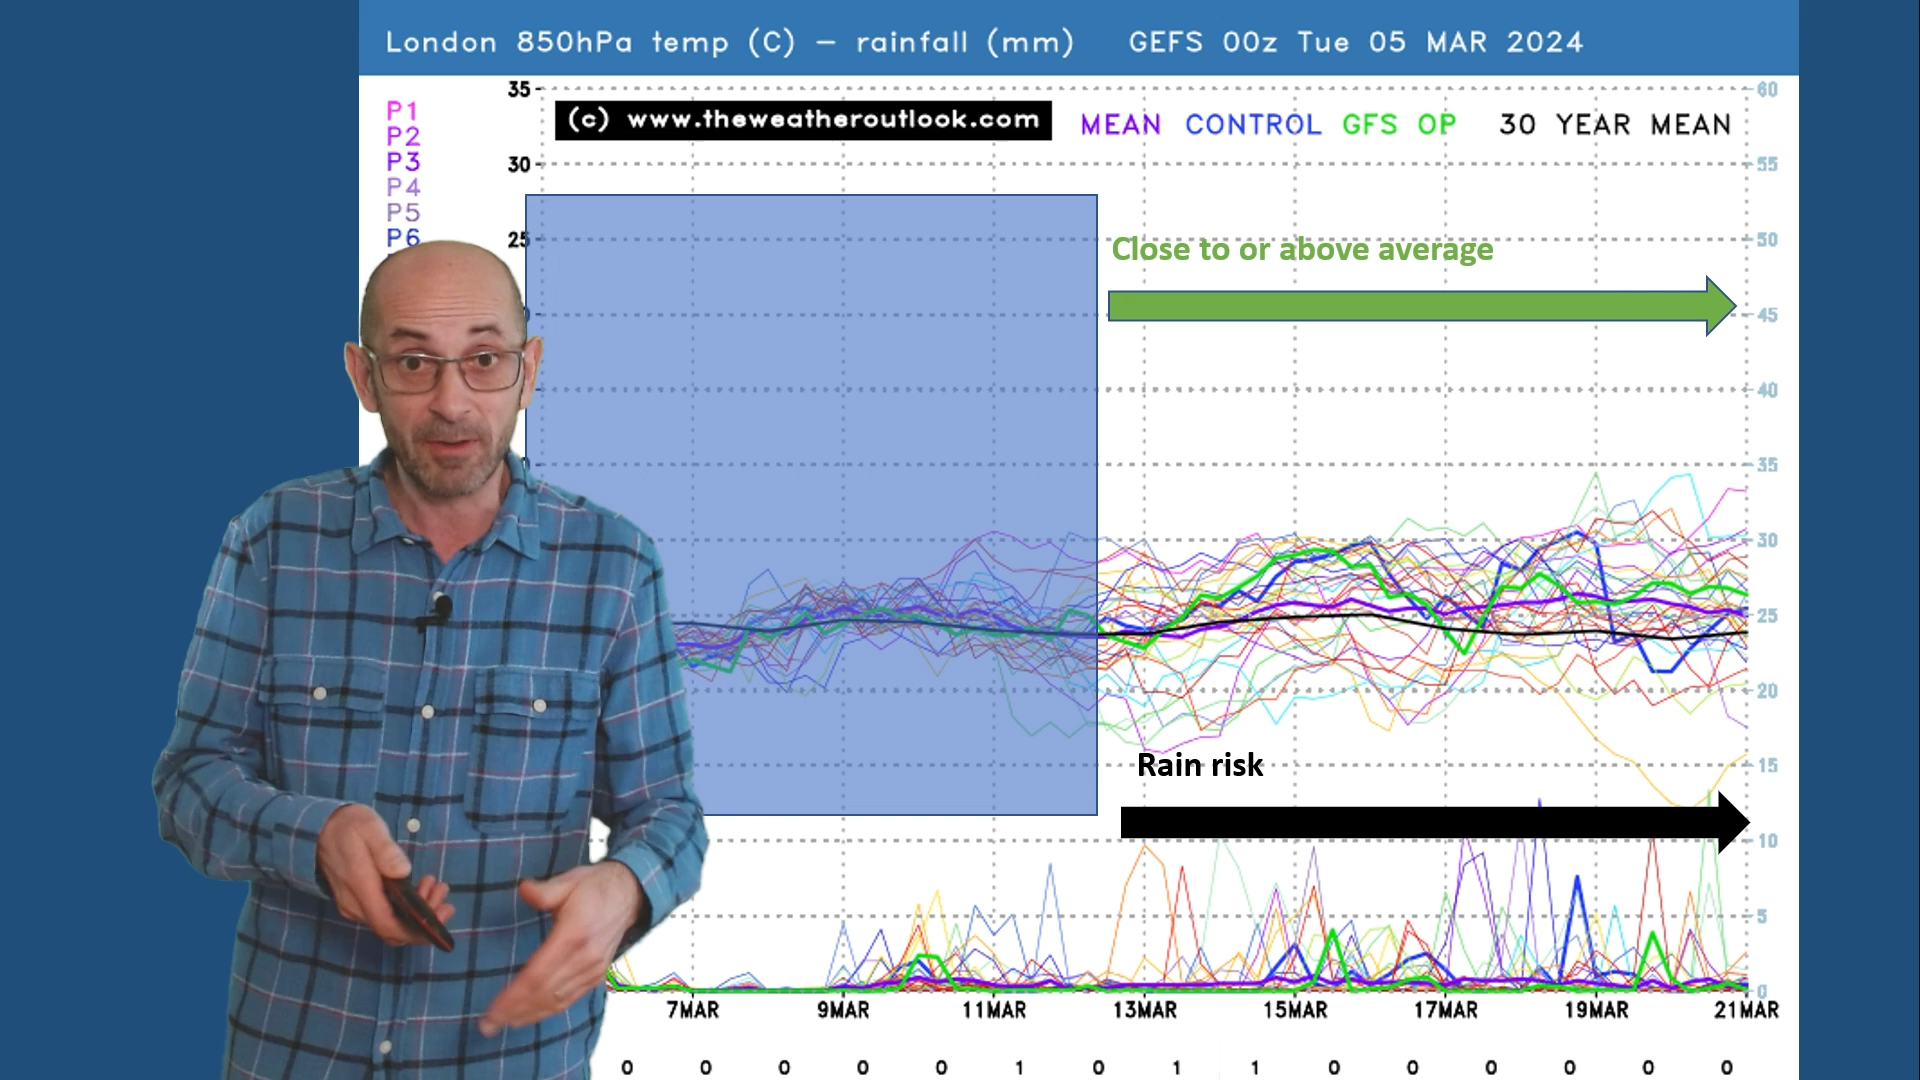 London 850hPa temp (C) – rainfall (mm) GEFS 00z Tue 05 MAR 2024
(c) www.theweatheroutlook.com MEAN CONTROL GFS OP 30 YEAR MEAN
P1
P2
P3
P4
P5
P6
35
30
25
60
55
50
45
40
35
30
25
20
15
10
5
0
Close to or above average
Rain risk
7MAR 9MAR 11MAR 13MAR 15MAR 17MAR 19MAR 21MAR
0 0 0 0 0 1 0 1 1 0 0 0 0 0 0